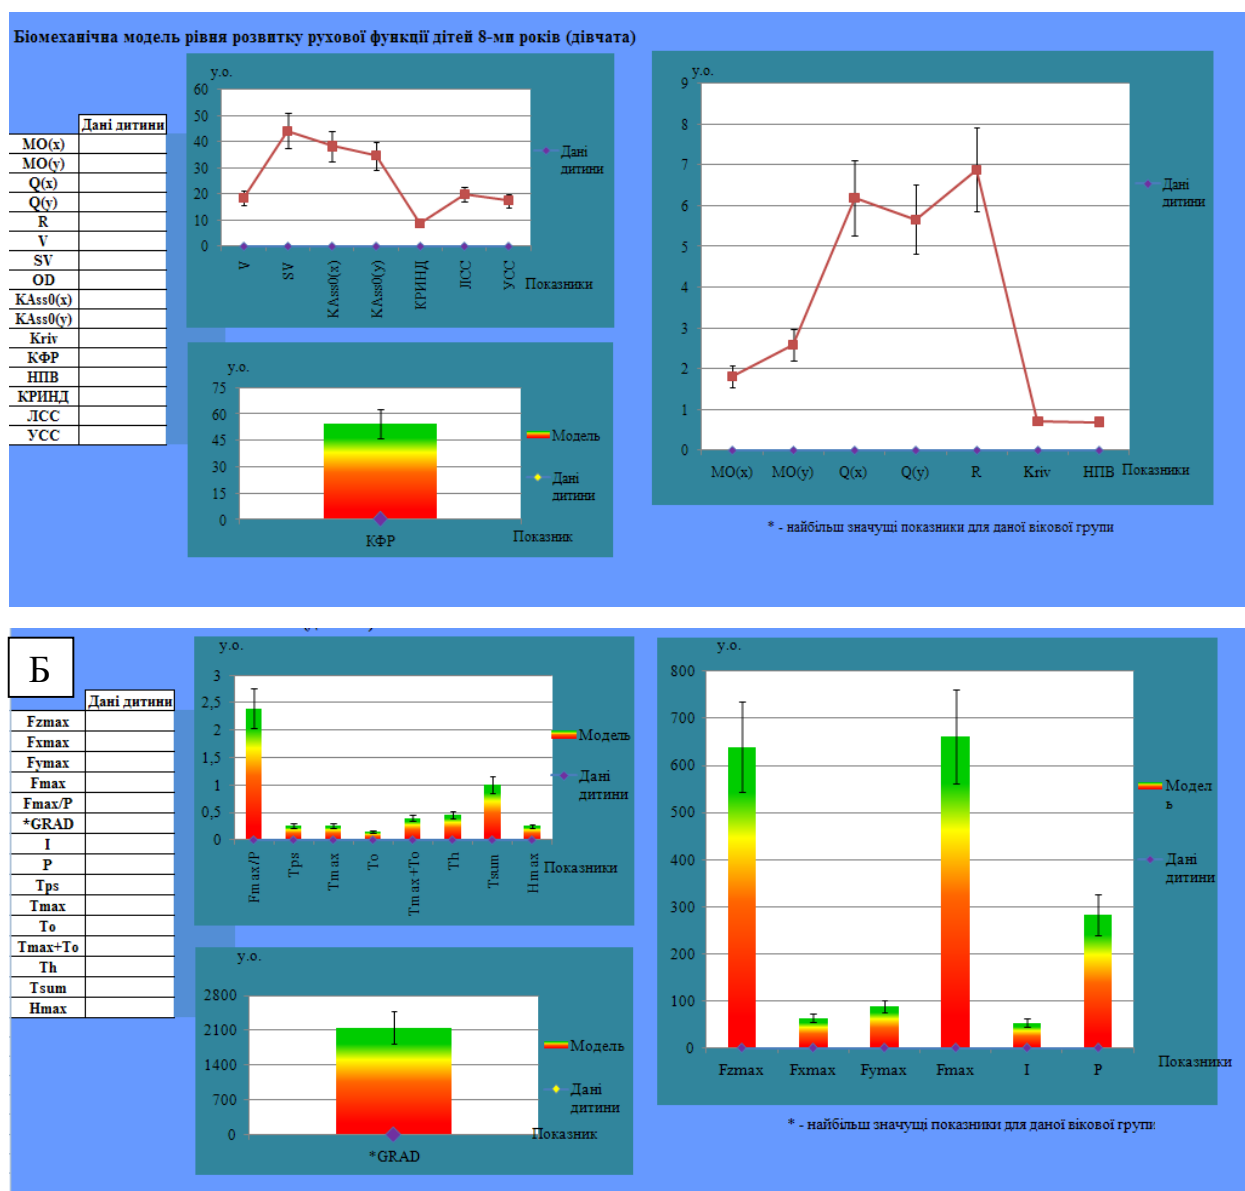 Біомеханічна модель рівня розвитку рухової функції дітей 8-ми років (дівчата)
Дані дитини
MO(x)
MO(y)
Q(x)
Q(y)
R
V
SV
OD
KAss0(x)
KAss0(y)
Kriv
КФР
НПВ
КРИНД
ЛСС
УСС
у.о.
60
50
40
30
20
10
0
V
SV
KAss0(x)
KAss0(y)
КРИНД
ЛСС
УСС
Показники
Дані
дитини
у.о.
75
60
45
30
15
0
КФР
Показник
Модель
Дані
дитини
у.о.
9
8
7
6
5
4
3
2
1
0
MO(x)
MO(y)
Q(x)
Q(y)
R
Kriv
НПВ
Показники
Дані
дитини
* - найбільш значущі показники для даної вікової групи
Б
Дані дитини
Fzmax
Fxmax
Fymax
Fmax
Fmax/P
*GRAD
I
P
Tps
Tmax
To
Tmax+To
Th
Tsum
Hmax
у.о.
3
2,5
2
1,5
1
0,5
0
Fmax/P
Tps
Tmax
To
Tmax+To
Th
Tsum
Hmax
Показники
Модель
Дані
дитини
у.о.
2800
2100
1400
700
0
*GRAD
Показник
Модель
Дані
дитини
у.о.
800
700
600
500
400
300
200
100
0
Fzmax
Fxmax
Fymax
Fmax
I
P
Показники
Модел
ь
Дані
дитини
* - найбільш значущі показники для даної вікової групи